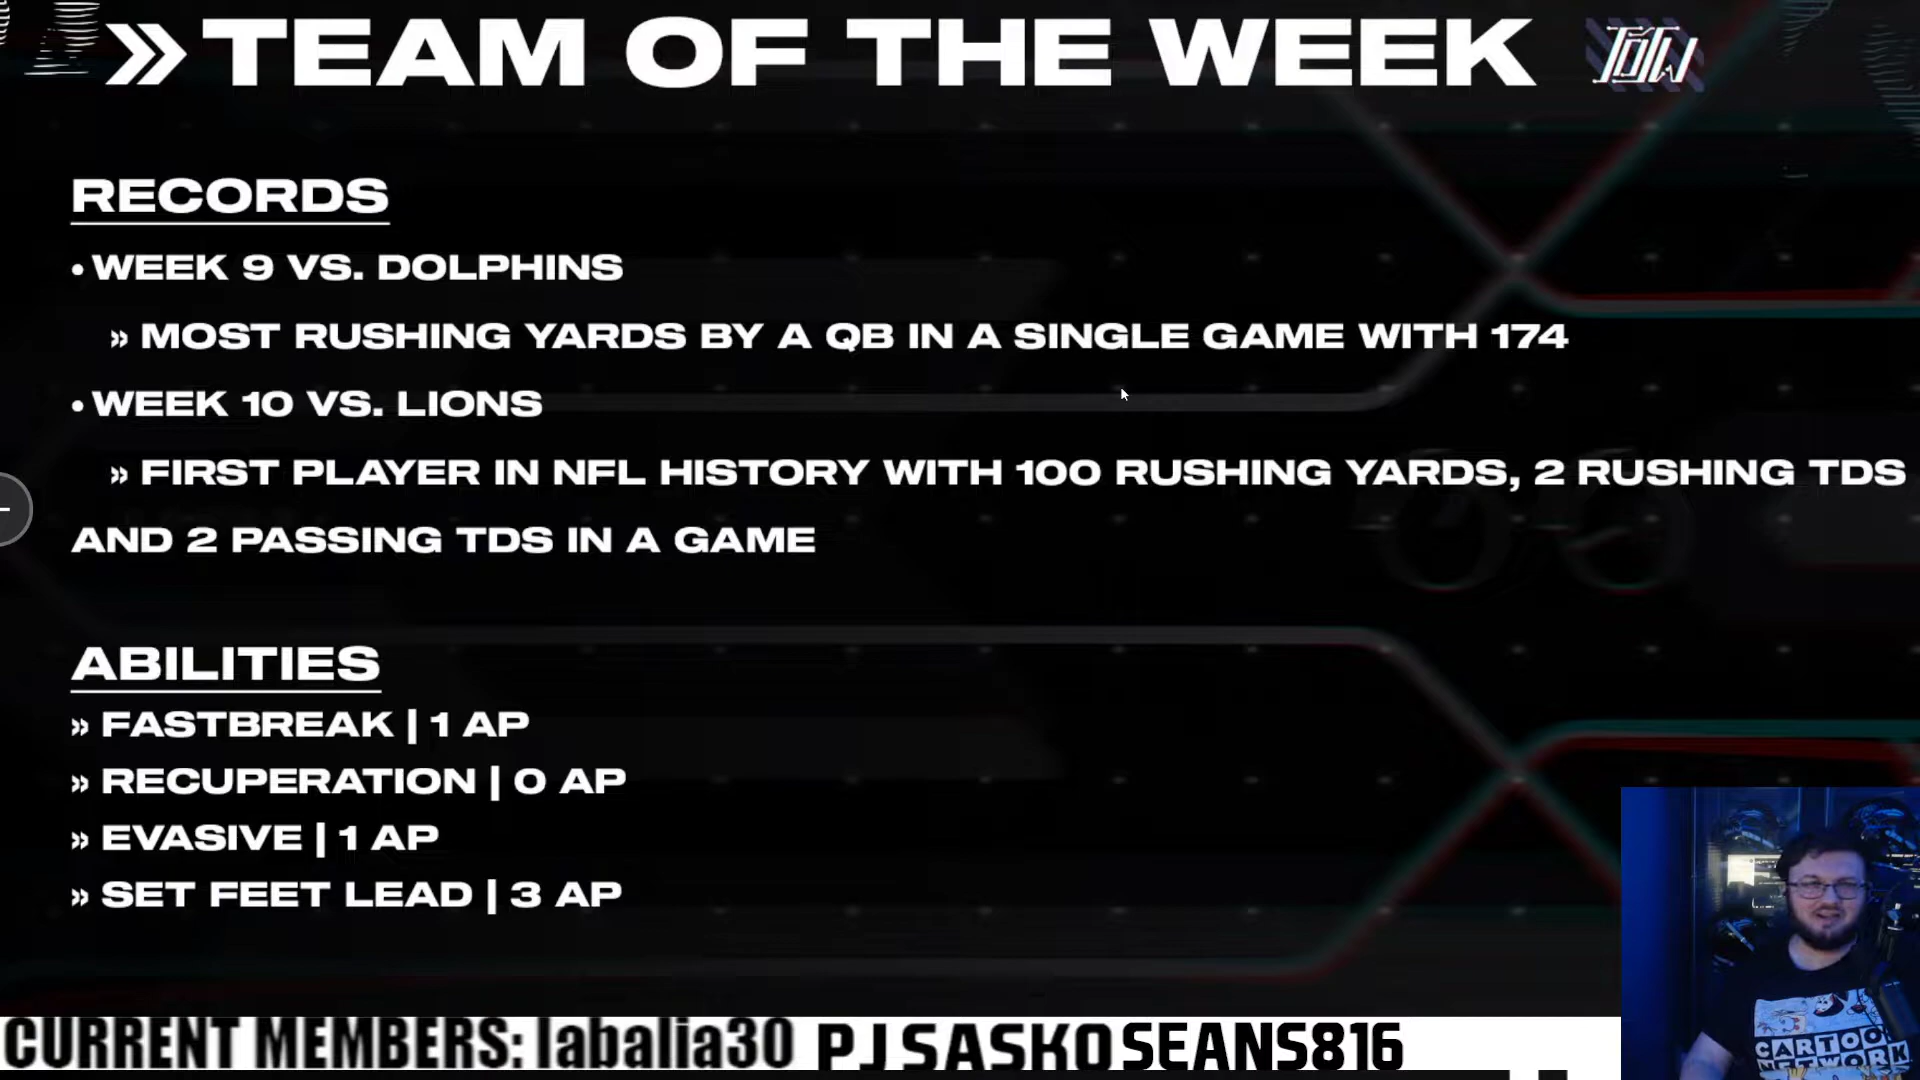 » TEAM OF THE WEEK TOTW
RECORDS
• WEEK 9 VS. DOLPHINS
» MOST RUSHING YARDS BY A QB IN A SINGLE GAME WITH 174
• WEEK 10 VS. LIONS
» FIRST PLAYER IN NFL HISTORY WITH 100 RUSHING YARDS, 2 RUSHING TDS
AND 2 PASSING TDS IN A GAME
ABILITIES
» FASTBREAK | 1 AP
» RECUPERATION | 0 AP
» EVASIVE | 1 AP
» SET FEET LEAD | 3 AP
CURRENT MEMBERS: labalia30 PJSASKO SEANS816
CARTOON
NETWORK